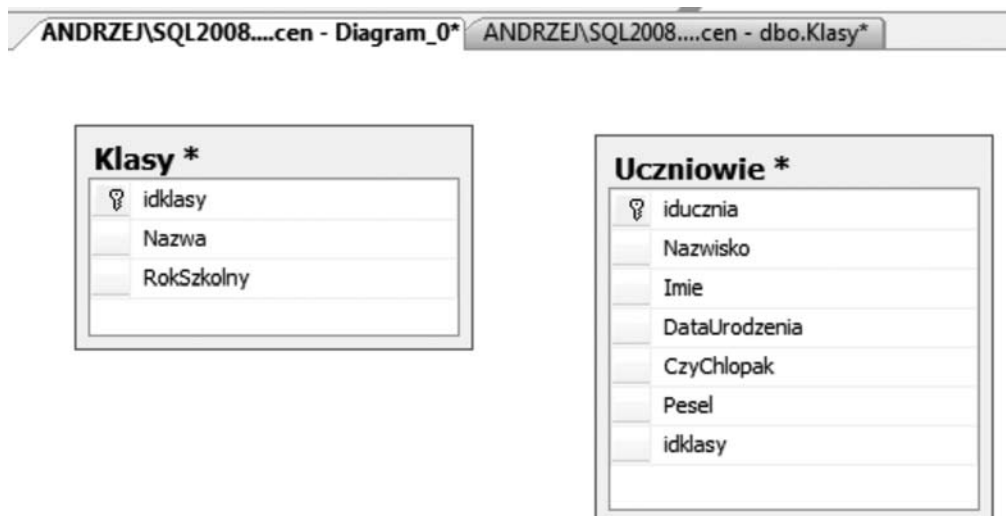 ANDRZEJ\SQL2008....cen - Diagram_0*
ANDRZEJ\SQL2008....cen - dbo.Klasy*
Klasy *
idklasy
Nazwa
RokSzkolny
Uczniowie *
iducznia
Nazwisko
Imie
DataUrodzenia
CzyChlopak
Pesel
idklasy